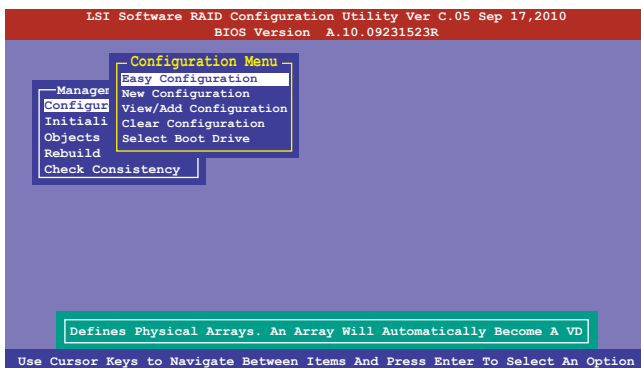 LSI Software RAID Configuration Utility Ver C.05 Sep 17,2010
BIOS Version A.10.09231523R
Configuration Menu
Easy Configuration
New Configuration
View/Add Configuration
Clear Configuration
Select Boot Drive
Managem
Configur
Initiali
Objects
Rebuild
Check Consistency
Defines Physical Arrays. An Array Will Automatically Become A VD
Use Cursor Keys to Navigate Between Items And Press Enter To Select An Option